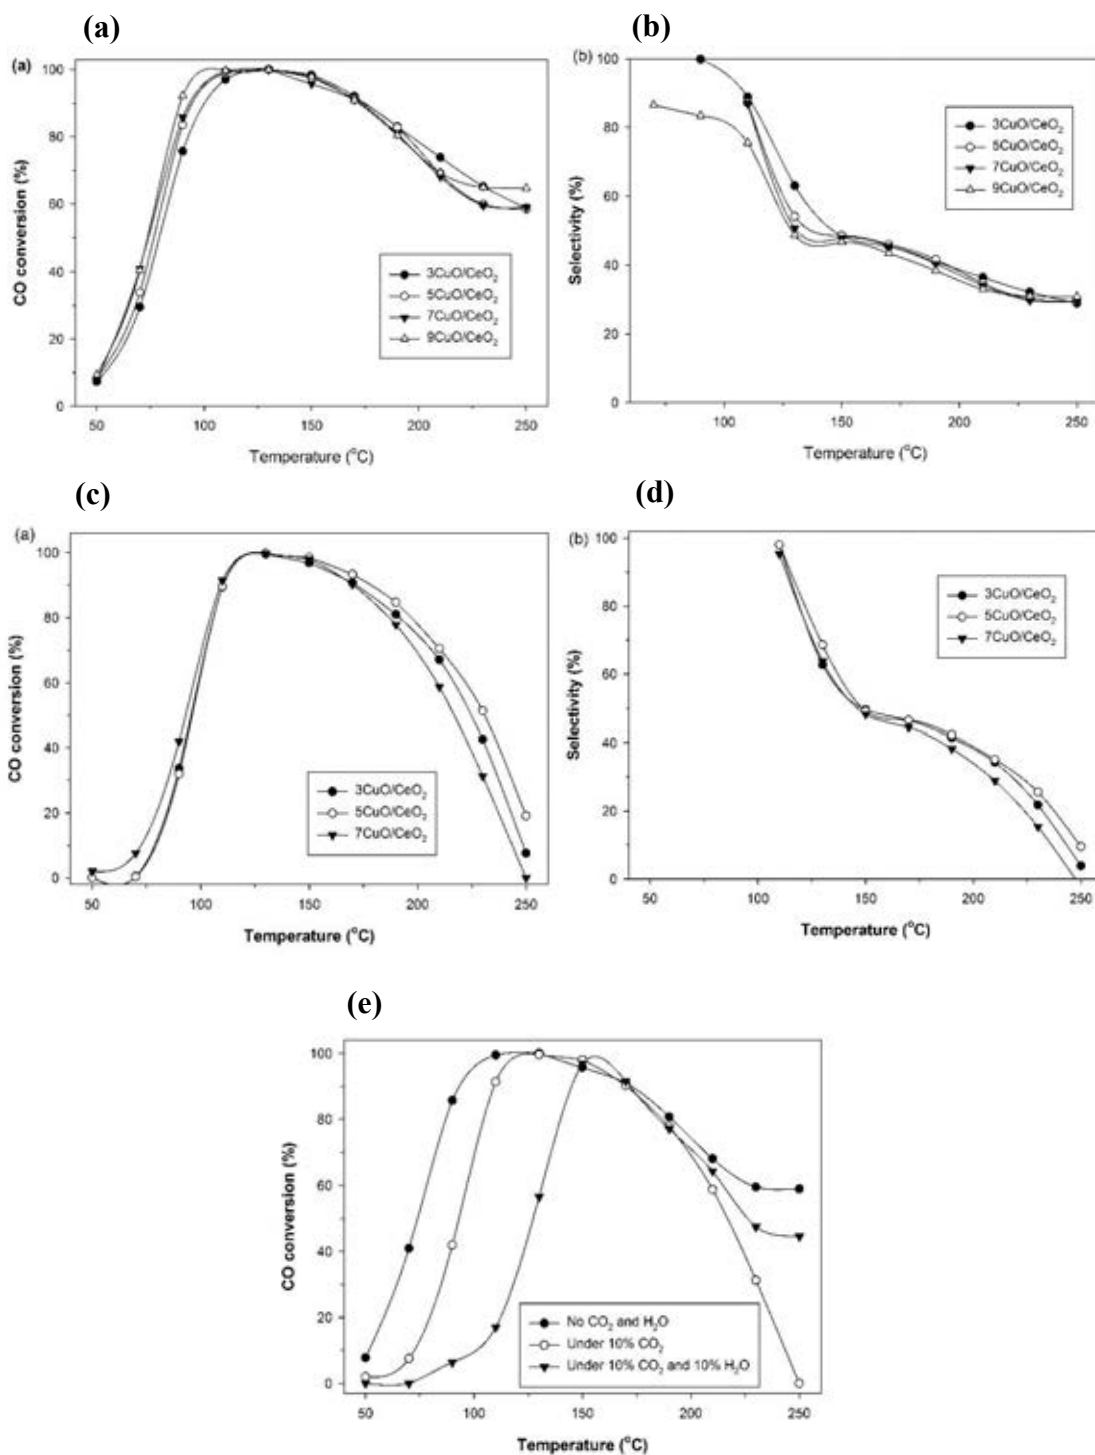 (a)
(b)
(a)
CO conversion (%)
100
80
60
40
20
0
3CuO/CeO₂
5CuO/CeO₂
7CuO/CeO₂
9CuO/CeO₂
50
100
150
200
250
Temperature (°C)
(b)
Selectivity (%)
100
80
60
40
20
0
3CuO/CeO₂
5CuO/CeO₂
7CuO/CeO₂
9CuO/CeO₂
50
100
150
200
250
Temperature (°C)
(c)
(d)
(a)
CO conversion (%)
100
80
60
40
20
0
3CuO/CeO₂
5CuO/CeO₂
7CuO/CeO₂
50
100
150
200
250
Temperature (°C)
(b)
Selectivity (%)
100
80
60
40
20
0
3CuO/CeO₂
5CuO/CeO₂
7CuO/CeO₂
50
100
150
200
250
Temperature (°C)
(e)
CO conversion (%)
100
80
60
40
20
0
No CO₂ and H₂O
Under 10% CO₂
Under 10% CO₂ and 10% H₂O
50
100
150
200
250
Temperature (°C)